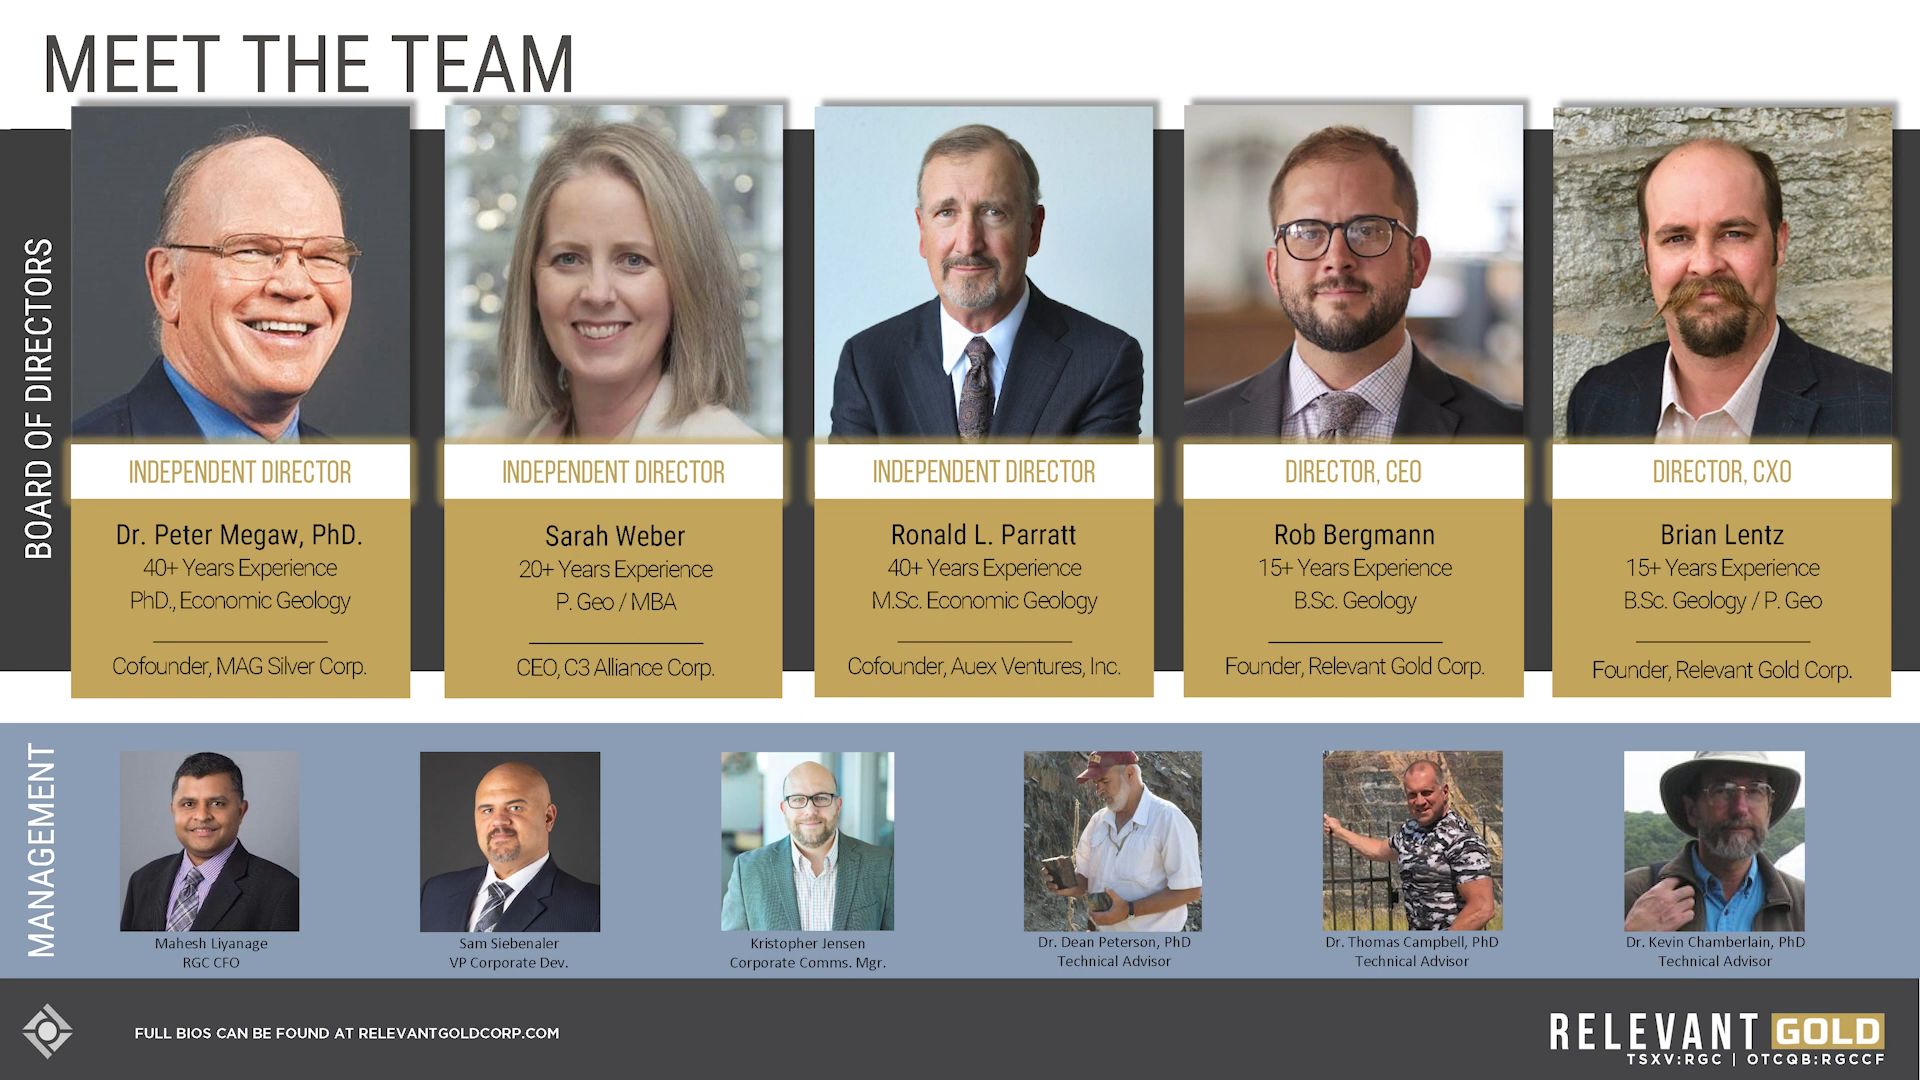 MEET THE TEAM
BOARD OF DIRECTORS
INDEPENDENT DIRECTOR
Dr. Peter Megaw, PhD.
40+ Years Experience
PhD., Economic Geology
Cofounder, MAG Silver Corp.
INDEPENDENT DIRECTOR
Sarah Weber
20+ Years Experience
P. Geo / MBA
CEO, C3 Alliance Corp.
INDEPENDENT DIRECTOR
Ronald L. Parratt
40+ Years Experience
M.Sc. Economic Geology
Cofounder, Auex Ventures, Inc.
DIRECTOR, CEO
Rob Bergmann
15+ Years Experience
B.Sc. Geology
Founder, Relevant Gold Corp.
DIRECTOR, CXO
Brian Lentz
15+ Years Experience
B.Sc. Geology / P. Geo
Founder, Relevant Gold Corp.
MANAGEMENT
Mahesh Liyanage
RGC CFO
Sam Siebenaler
VP Corporate Dev.
Kristopher Jensen
Corporate Comms. Mgr.
Dr. Dean Peterson, PhD
Technical Advisor
Dr. Thomas Campbell, PhD
Technical Advisor
Dr. Kevin Chamberlain, PhD
Technical Advisor
FULL BIOS CAN BE FOUND AT RELEVANTGOLDCORP.COM
RELEVANT GOLD
TSXV:RGC | OTCQB:RGCCF